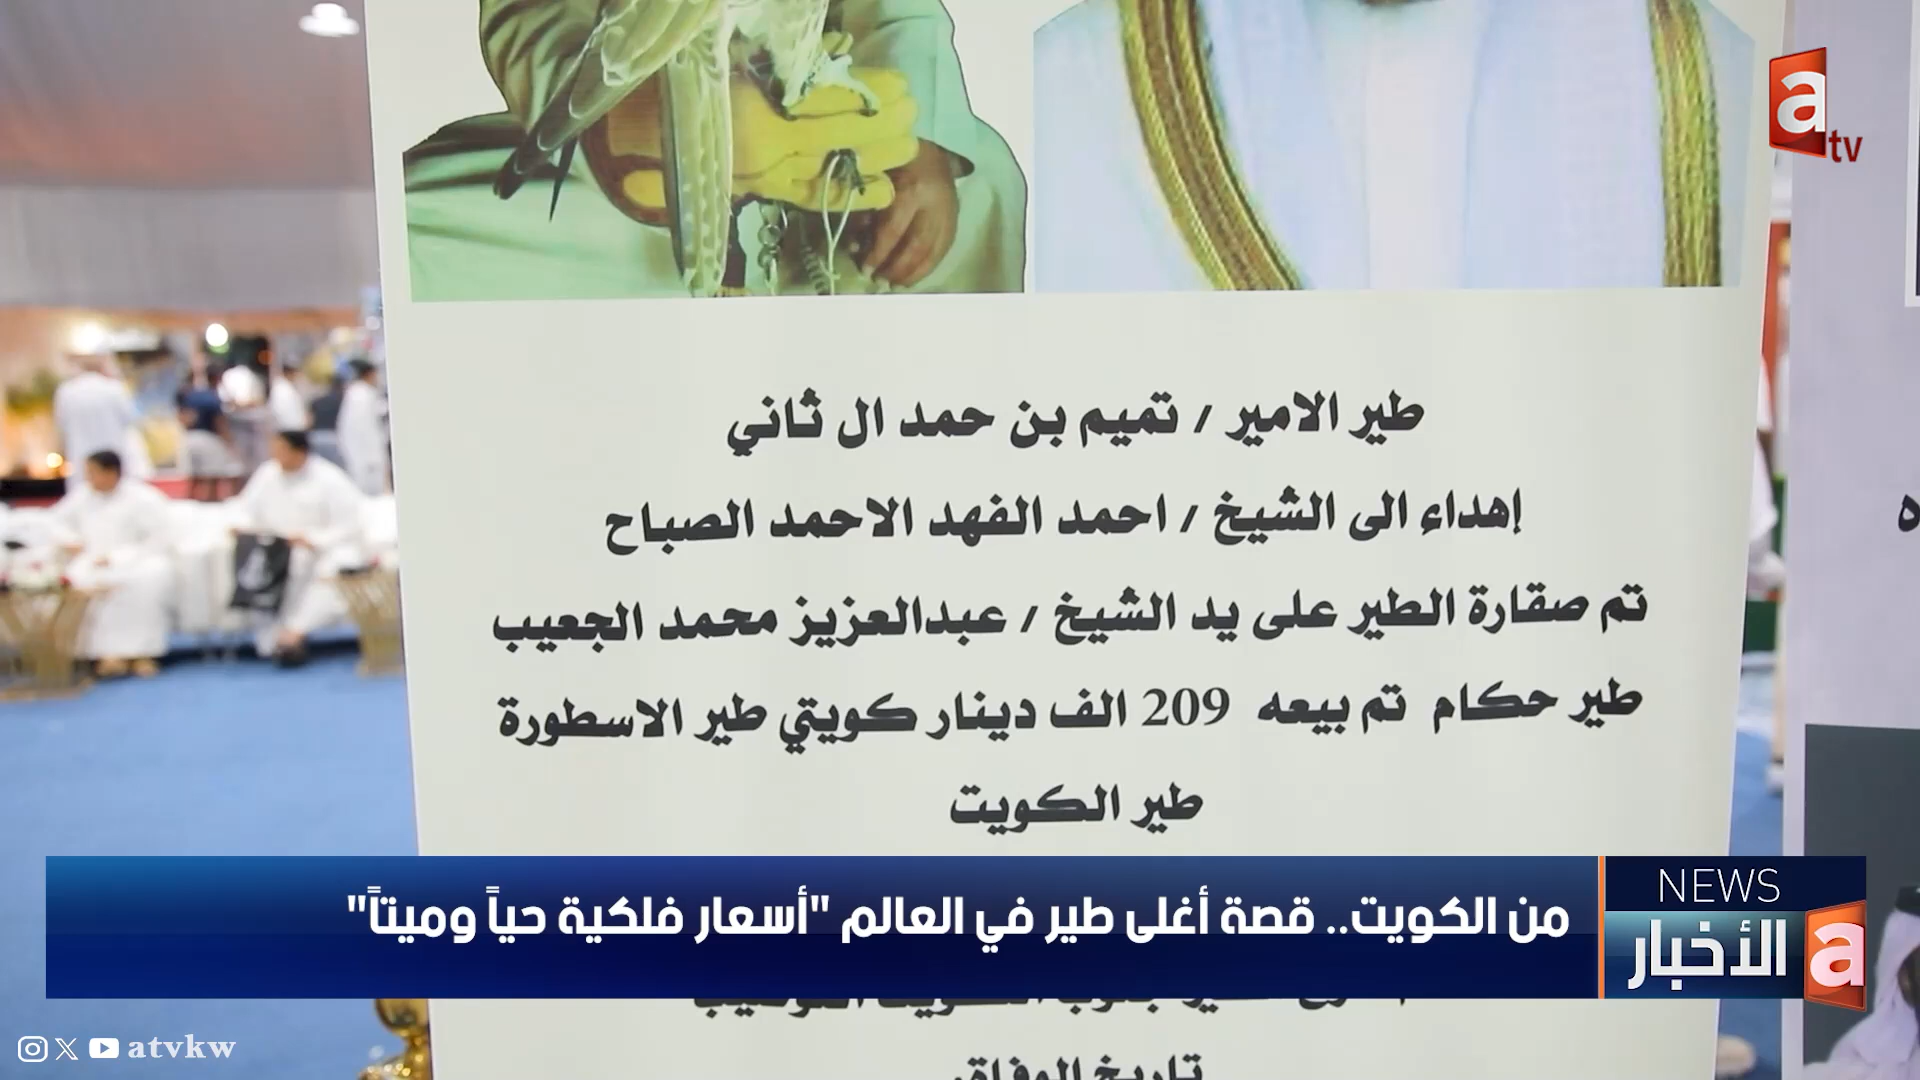 a tv
طير الامير / تميم بن حمد ال ثاني
إهداء الى الشيخ / احمد الفهد الاحمد الصباح
تم صقارة الطير على يد الشيخ / عبدالعزيز محمد الجعيب
طير حكام تم بيعه 209 الف دينار كويتي طير الاسطورة
طير الكويت
NEWS
الأخبار a
من الكويت.. قصة أغلى طير في العالم "أسعار فلكية حياً وميتاً"
atvkw